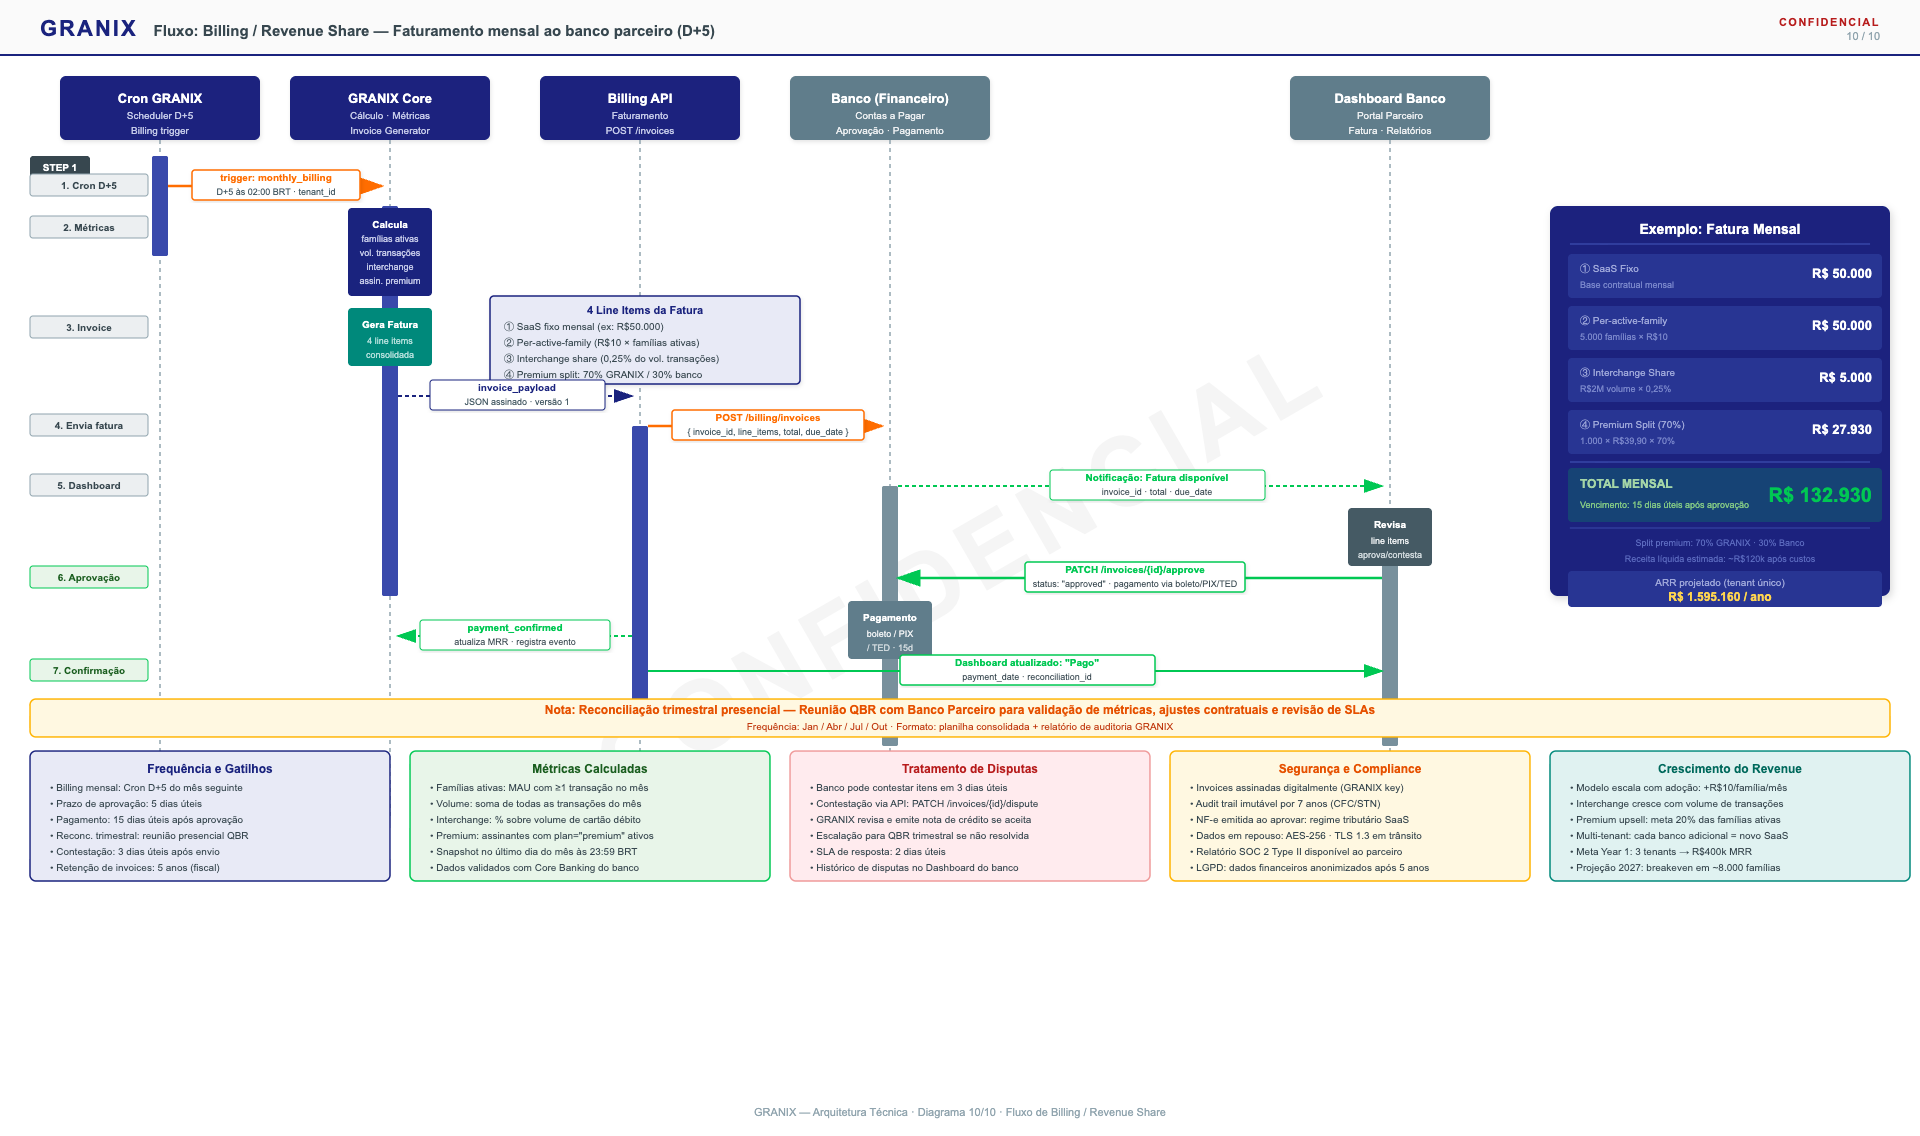 GRANIX
Fluxo: Billing / Revenue Share — Faturamento mensal ao banco parceiro (D+5)
CONFIDENCIAL
10 / 10
Cron GRANIX
Scheduler D+5
Billing trigger
GRANIX Core
Cálculo · Métricas
Invoice Generator
Billing API
Faturamento
POST /invoices
Banco (Financeiro)
Contas a Pagar
Aprovação · Pagamento
Dashboard Banco
Portal Parceiro
Fatura · Relatórios
STEP 1
1. Cron D+5
trigger: monthly_billing
D+5 às 02:00 BRT · tenant_id
2. Métricas
Calcula
famílias ativas
vol. transações
interchange
assin. premium
3. Invoice
Gera Fatura
4 line items
consolidada
4 Line Items da Fatura
① SaaS fixo mensal (ex: R$50.000)
② Per-active-family (R$10 × famílias ativas)
③ Interchange share (0,25% do vol. transações)
④ Premium split: 70% GRANIX / 30% banco
invoice_payload
JSON assinado · versão 1
4. Envia fatura
POST /billing/invoices
{ invoice_id, line_items, total, due_date }
5. Dashboard
Notificação: Fatura disponível
invoice_id · total · due_date
Revisa
line items
aprova/contesta
6. Aprovação
PATCH /invoices/{id}/approve
status: "approved" · pagamento via boleto/PIX/TED
Pagamento
boleto / PIX
/ TED · 15d
payment_confirmed
atualiza MRR · registra evento
7. Confirmação
Dashboard atualizado: "Pago"
payment_date · reconciliation_id
CONFIDENCIAL
Exemplo: Fatura Mensal
① SaaS Fixo
Base contratual mensal
R$ 50.000
② Per-active-family
5.000 famílias × R$10
R$ 50.000
③ Interchange Share
R$2M volume × 0,25%
R$ 5.000
④ Premium Split (70%)
1.000 × R$39,90 × 70%
R$ 27.930
TOTAL MENSAL
Vencimento: 15 dias úteis após aprovação
R$ 132.930
Split premium: 70% GRANIX · 30% Banco
Receita líquida estimada: ~R$120k após custos
ARR projetado (tenant único)
R$ 1.595.160 / ano
Nota: Reconciliação trimestral presencial — Reunião QBR com Banco Parceiro para validação de métricas, ajustes contratuais e revisão de SLAs
Frequência: Jan / Abr / Jul / Out · Formato: planilha consolidada + relatório de auditoria GRANIX
Frequência e Gatilhos
• Billing mensal: Cron D+5 do mês seguinte
• Prazo de aprovação: 5 dias úteis
• Pagamento: 15 dias úteis após aprovação
• Reconc. trimestral: reunião presencial QBR
• Contestação: 3 dias úteis após envio
• Retenção de invoices: 5 anos (fiscal)
Métricas Calculadas
• Famílias ativas: MAU com ≥1 transação no mês
• Volume: soma de todas as transações do mês
• Interchange: % sobre volume de cartão débito
• Premium: assinantes com plan="premium" ativos
• Snapshot no último dia do mês às 23:59 BRT
• Dados validados com Core Banking do banco
Tratamento de Disputas
• Banco pode contestar itens em 3 dias úteis
• Contestação via API: PATCH /invoices/{id}/dispute
• GRANIX revisa e emite nota de crédito se aceita
• Escalação para QBR trimestral se não resolvida
• SLA de resposta: 2 dias úteis
• Histórico de disputas no Dashboard do banco
Segurança e Compliance
• Invoices assinadas digitalmente (GRANIX key)
• Audit trail imutável por 7 anos (CFC/STN)
• NF-e emitida ao aprovar: regime tributário SaaS
• Dados em repouso: AES-256 · TLS 1.3 em trânsito
• Relatório SOC 2 Type II disponível ao parceiro
• LGPD: dados financeiros anonimizados após 5 anos
Crescimento do Revenue
• Modelo escala com adoção: +R$10/família/mês
• Interchange cresce com volume de transações
• Premium upsell: meta 20% das famílias ativas
• Multi-tenant: cada banco adicional = novo SaaS
• Meta Year 1: 3 tenants → R$400k MRR
• Projeção 2027: breakeven em ~8.000 famílias
GRANIX — Arquitetura Técnica · Diagrama 10/10 · Fluxo de Billing / Revenue Share